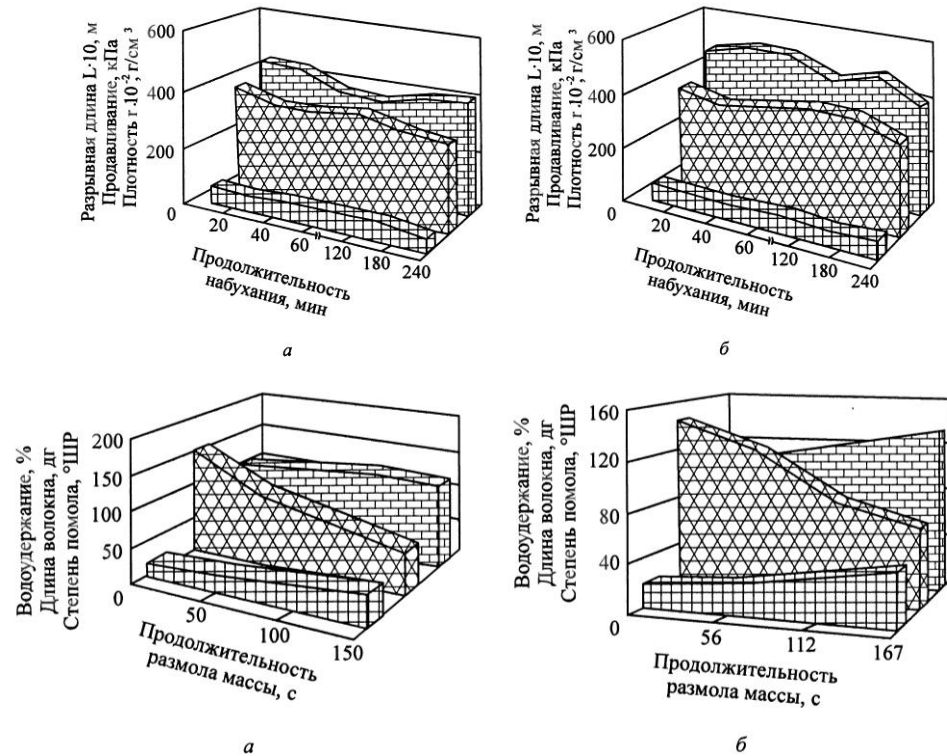 600
400
200
0
Разрывная длина L·10, м
Продавливание, кПа
Плотность г .10⁻², г/см ³
20
40
60
120
180
240
Продолжительность
набухания, мин
а
600
400
200
0
Разрывная длина L·10, м
Продавливание, кПа
Плотность г .10⁻², г/см ³
20
40
60
120
180
240
Продолжительность
набухания, мин
б
200
150
100
50
0
Водоудержание, %
Длина волокна, дг
Степень помола, °ШР
50
100
150
Продолжительность
размола массы, с
а
160
120
80
40
0
Водоудержание, %
Длина волокна, дг
Степень помола, °ШР
56
112
167
Продолжительность
размола массы, с
б